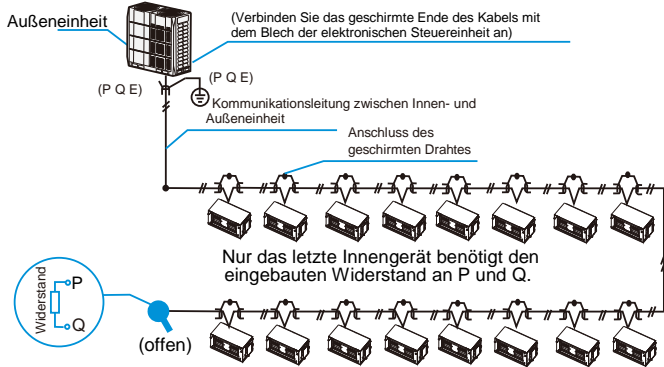 Außeneinheit
(Verbinden Sie das geschirmte Ende des Kabels mit
dem Blech der elektronischen Steuereinheit an)
(P Q E)
(P Q E)
Kommunikationsleitung zwischen Innen- und
Außeneinheit
Anschluss des
geschirmten Drahtes
Nur das letzte Innengerät benötigt den
eingebauten Widerstand an P und Q.
Widerstand
P
Q
(offen)